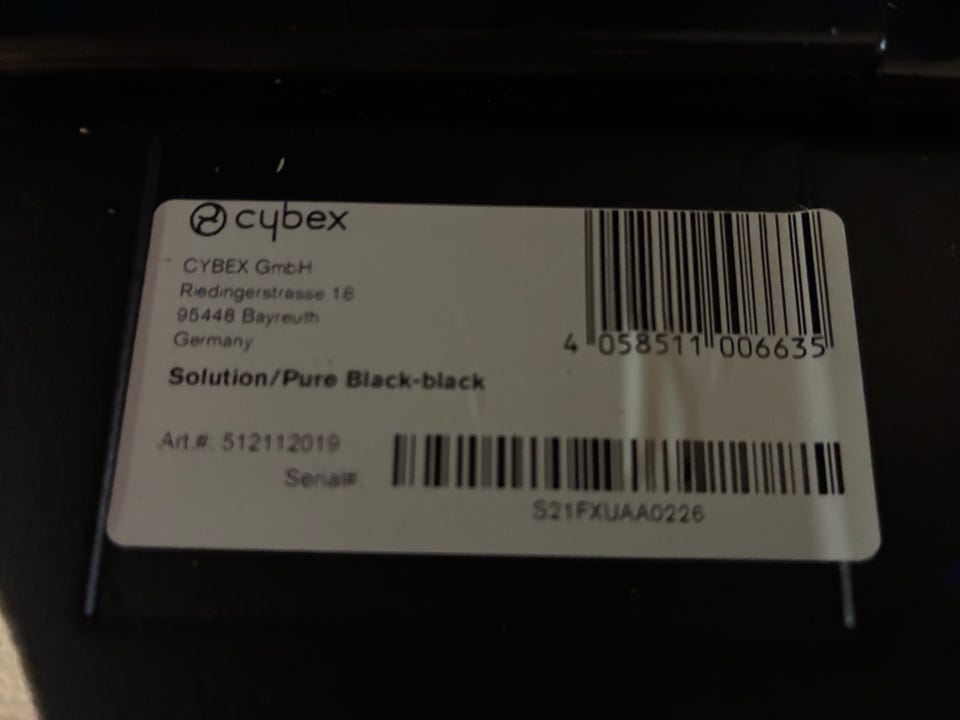 cybex
CYBEX GmbH
Riedingerstrasse 18
95448 Bayreuth
Germany
4 058511 006635
Solution/Pure Black-black
Art.#. 512112019
Serial#.
S21FXUAA0226